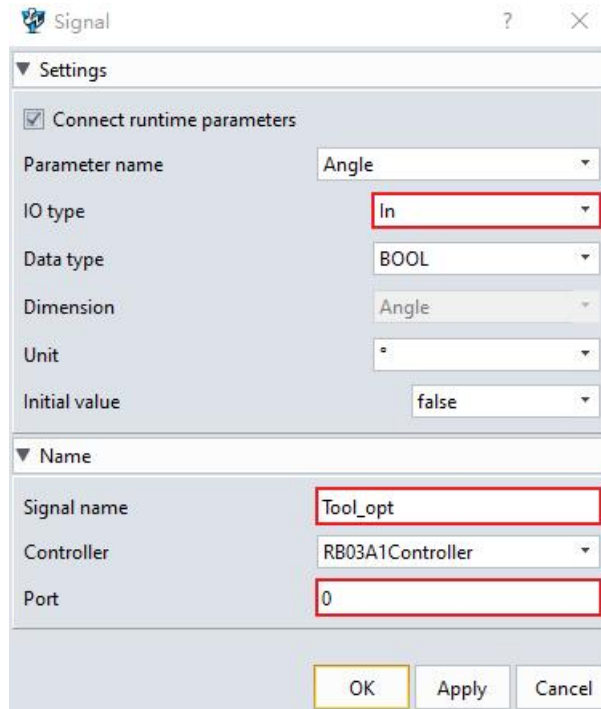 Signal ?
Settings
Connect runtime parameters
Parameter name Angle
IO type In
Data type BOOL
Dimension Angle
Unit °
Initial value false
Name
Signal name Tool_opt
Controller RB03A1Controller
Port 0
OK Apply Cancel